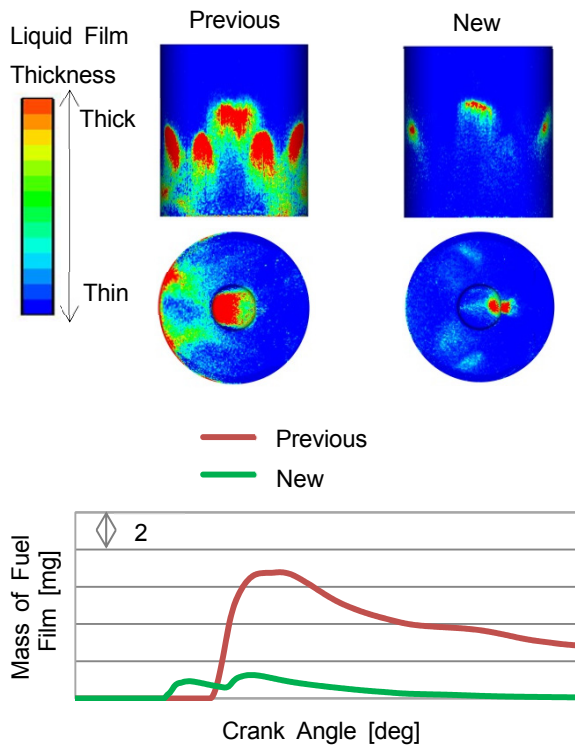 Previous
New
Liquid Film
Thickness
Thick
Thin
Previous
New
2
Mass of Fuel
Film [mg]
Crank Angle [deg]